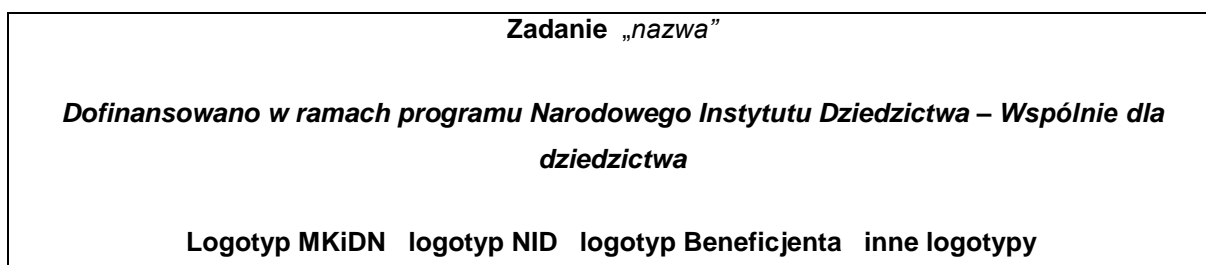 Zadanie „nazwa”
Dofinansowano w ramach programu Narodowego Instytutu Dziedzictwa – Wspólnie dla
dziedzictwa
Logotyp MKiDN logotyp NID logotyp Beneficjenta inne logotypy